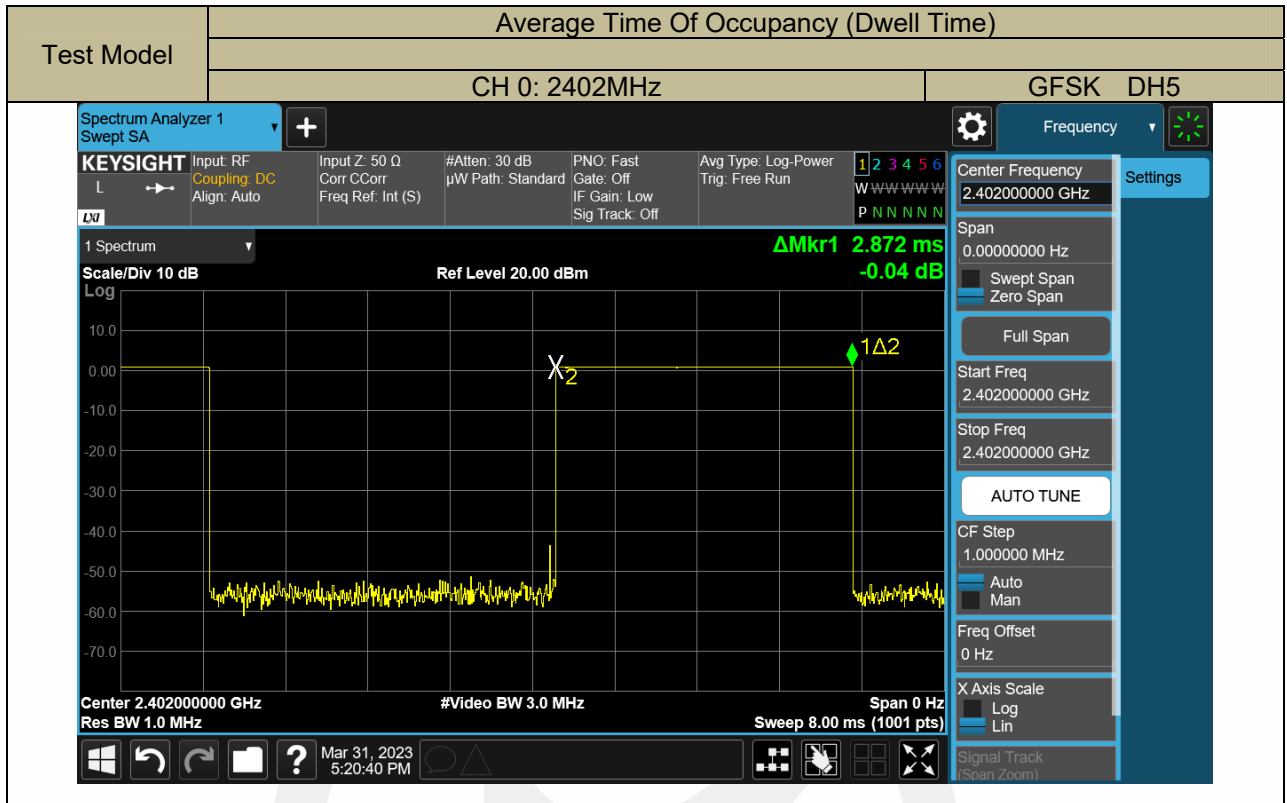 Test Model
Average Time Of Occupancy (Dwell Time)
CH 0: 2402MHz
GFSK DH5
Spectrum Analyzer 1
Swept SA
Frequency
KEYSIGHT
L
LXI
Input: RF
Coupling: DC
Align: Auto
Input Z: 50 Ω
Corr CCorr
Freq Ref: Int (S)
#Atten: 30 dB
µW Path: Standard
PNO: Fast
Gate: Off
IF Gain: Low
Sig Track: Off
Avg Type: Log-Power
Trig: Free Run
1 2 3 4 5 6
W W W W W W
P N N N N N
1 Spectrum
ΔMkr1 2.872 ms
-0.04 dB
Scale/Div 10 dB
Ref Level 20.00 dBm
Log
10.0
0.00
-10.0
-20.0
-30.0
-40.0
-50.0
-60.0
-70.0
X2
1Δ2
Center 2.402000000 GHz
#Video BW 3.0 MHz
Span 0 Hz
Res BW 1.0 MHz
Sweep 8.00 ms (1001 pts)
?
Mar 31, 2023
5:20:40 PM
Center Frequency
2.402000000 GHz
Settings
Span
0.00000000 Hz
Swept Span
Zero Span
Full Span
Start Freq
2.402000000 GHz
Stop Freq
2.402000000 GHz
AUTO TUNE
CF Step
1.000000 MHz
Auto
Man
Freq Offset
0 Hz
X Axis Scale
Log
Lin
Signal Track
(Span Zoom)